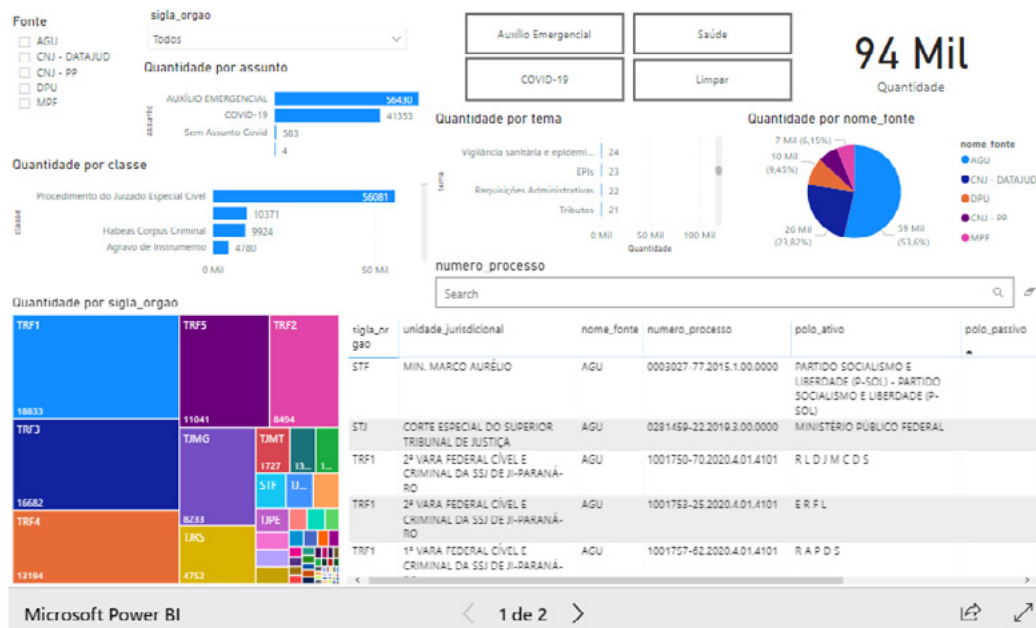 Fonte
AGU
CNJ - DATAJUD
CNJ - PP
DPU
MPF
sigla_orgao
Todos
Quantidade por assunto
assunto
AUXÍLIO EMERGENCIAL 56430
COVID-19 41353
Sem Assunto Covid 583
4
Auxílio Emergencial
Saúde
COVID-19
Limpar
94 Mil
Quantidade
Quantidade por classe
classe
Procedimento do Juizado Especial Cível 56081
10371
Habeas Corpus Criminal 9924
Agravo de Instrumento 4780
0 Mil 50 Mil
Quantidade por tema
tema
Vigilância sanitária e epidemi... 24
EPIs 23
Requisições Administrativas 22
Tributos 21
0 Mil 50 Mil 100 Mil
Quantidade
Quantidade por nome_fonte
7 Mil (6,15%)
10 Mil
(9,45%)
26 Mil
(23,82%)
59 Mil
(53,6%)
nome_fonte
AGU
CNJ - DATAJUD
DPU
CNJ - PP
MPF
numero_processo
Search
Quantidade por sigla_orgao
TRF1
18833
TRF3
16682
TRF4
13194
TRF5
11041
TRF2
8494
TJMG
8233
TJRS
4752
TJMT
1727
13...
1...
STF
TJ...
TJPE
sigla_or
gao
unidade_jurisdicional nome_fonte numero_processo polo_ativo polo_passivo
STF MIN. MARCO AURÉLIO AGU 0003027-77.2015.1.00.0000 PARTIDO SOCIALISMO E
LIBERDADE (P-SOL) - PARTIDO
SOCIALISMO E LIBERDADE (P-
SOL)
STJ CORTE ESPECIAL DO SUPERIOR AGU 0281459-22.2019.3.00.0000 MINISTÉRIO PÚBLICO FEDERAL
TRIBUNAL DE JUSTIÇA
TRF1 2ª VARA FEDERAL CÍVEL E AGU 1001750-70.2020.4.01.4101 R L D J M C D S
CRIMINAL DA SSJ DE JI-PARANÁ-
RO
TRF1 2ª VARA FEDERAL CÍVEL E AGU 1001753-25.2020.4.01.4101 E R F L
CRIMINAL DA SSJ DE JI-PARANÁ-
RO
TRF1 1ª VARA FEDERAL CÍVEL E AGU 1001757-62.2020.4.01.4101 R A P D S
CRIMINAL DA SSJ DE JI-PARANÁ-
Microsoft Power BI
1 de 2